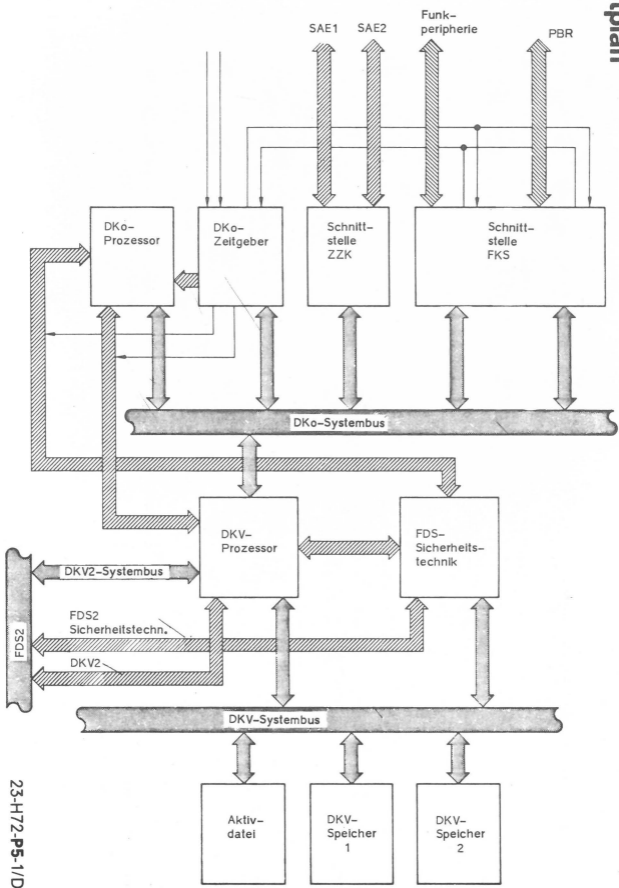 tplan
SAE1
SAE2
Funk-
peripherie
PBR
DKo-
Prozessor
DKo-
Zeitgeber
Schnitt-
stelle
ZZK
Schnitt-
stelle
FKS
DKo-Systembus
DKV-
Prozessor
FDS-
Sicherheits-
technik
DKV2-Systembus
FDS2
Sicherheitstechn.
DKV2
FDS2
DKV-Systembus
Aktiv-
datei
DKV-
Speicher
1
DKV-
Speicher
2
23-H72-P5-1/D